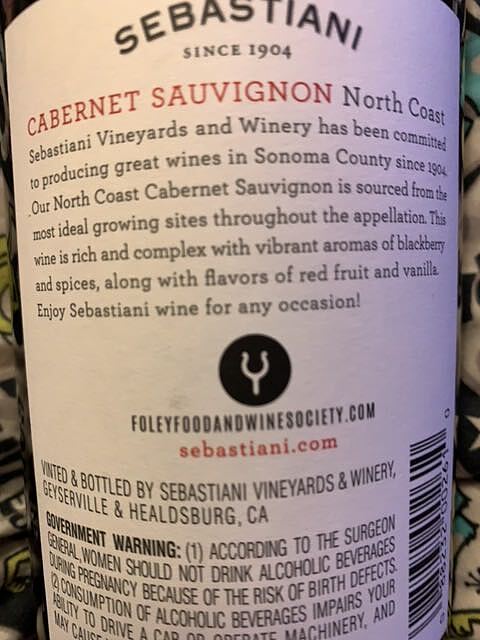 SEBASTIANI
SINCE 1904
CABERNET SAUVIGNON North Coast
Sebastiani Vineyards and Winery has been committed
to producing great wines in Sonoma County since 1904.
Our North Coast Cabernet Sauvignon is sourced from the
most ideal growing sites throughout the appellation. This
wine is rich and complex with vibrant aromas of blackberry
and spices, along with flavors of red fruit and vanilla.
Enjoy Sebastiani wine for any occasion!
FOLEYFOODANDWINESOCIETY.COM
sebastiani.com
VINTED & BOTTLED BY SEBASTIANI VINEYARDS & WINERY,
GEYSERVILLE & HEALDSBURG, CA
GOVERNMENT WARNING: (1) ACCORDING TO THE SURGEON
GENERAL, WOMEN SHOULD NOT DRINK ALCOHOLIC BEVERAGES
DURING PREGNANCY BECAUSE OF THE RISK OF BIRTH DEFECTS.
(2) CONSUMPTION OF ALCOHOLIC BEVERAGES IMPAIRS YOUR
ABILITY TO DRIVE A CAR OR OPERATE MACHINERY, AND
MAY CAUSE